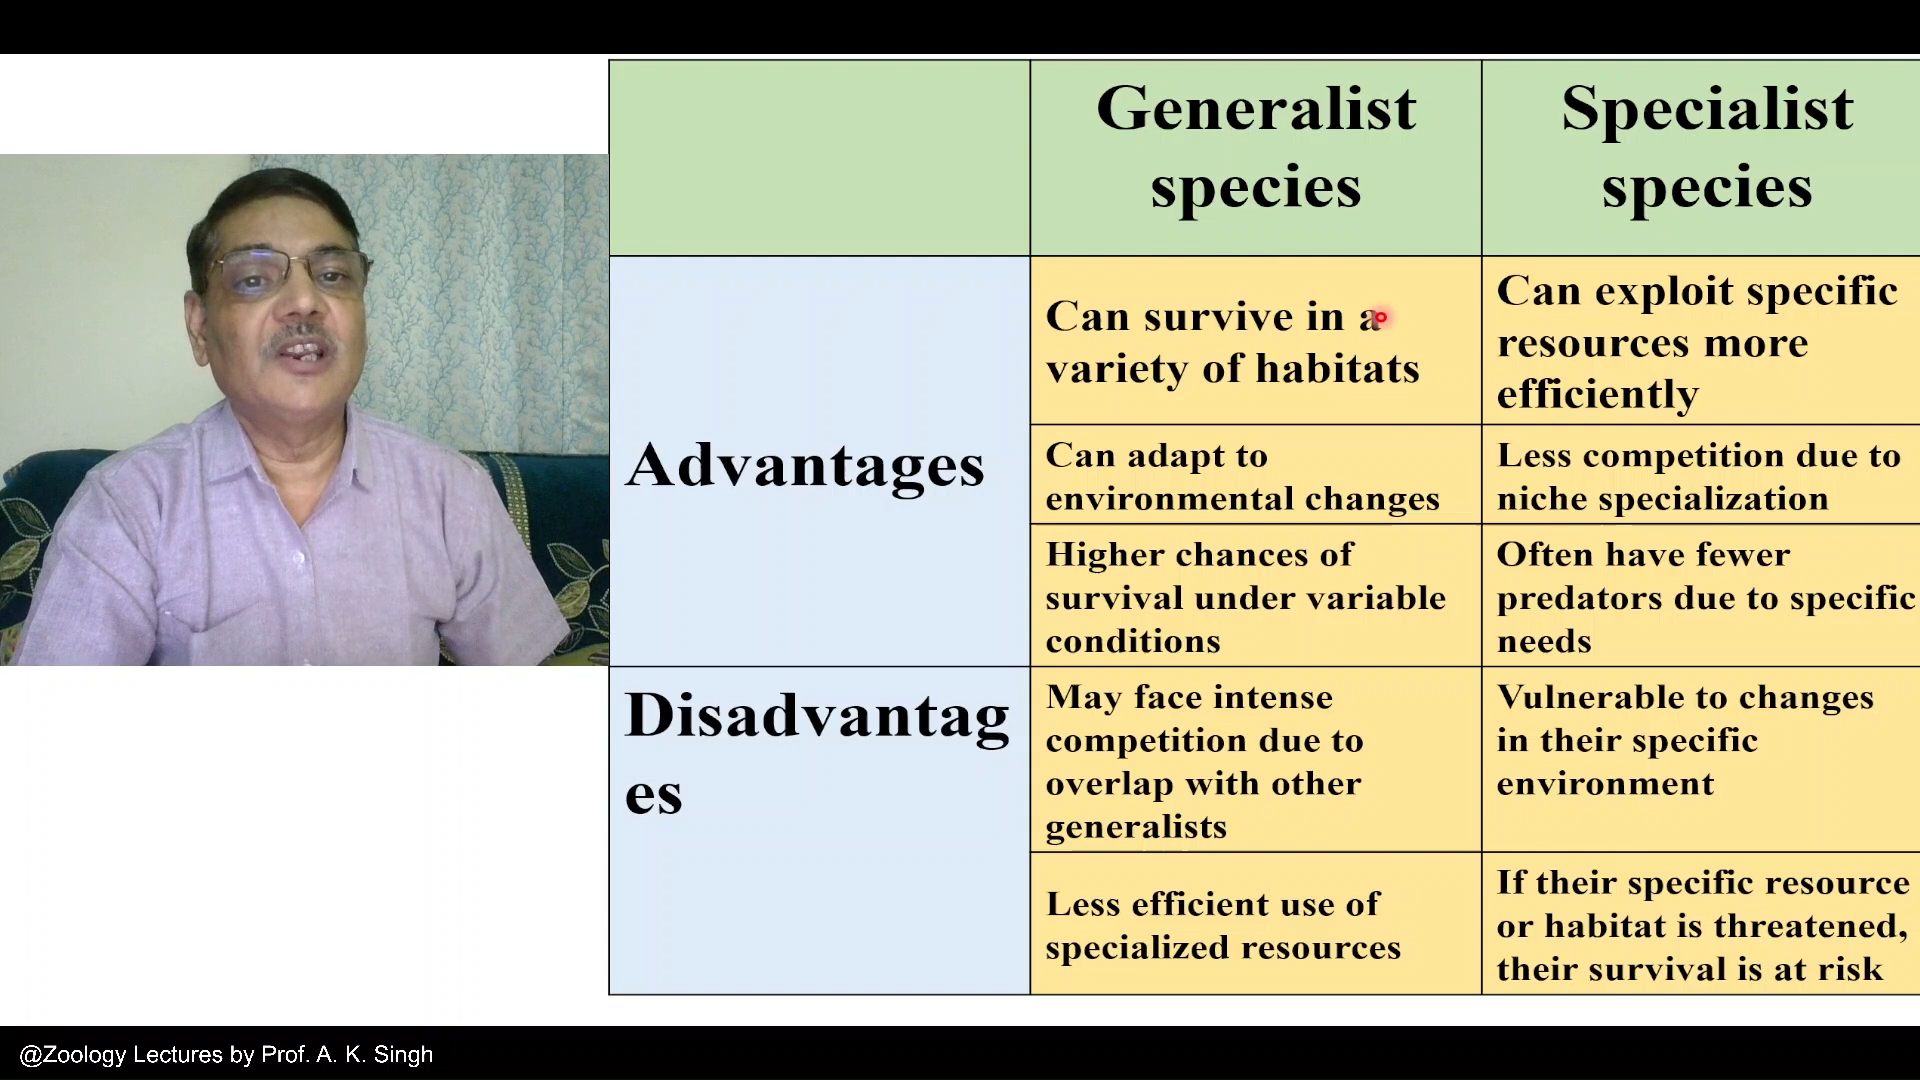 Generalist
species
Specialist
species
Advantages
Can survive in a
variety of habitats
Can exploit specific
resources more
efficiently
Can adapt to
environmental changes
Less competition due to
niche specialization
Higher chances of
survival under variable
conditions
Often have fewer
predators due to specific
needs
Disadvantag
es
May face intense
competition due to
overlap with other
generalists
Vulnerable to changes
in their specific
environment
Less efficient use of
specialized resources
If their specific resource
or habitat is threatened,
their survival is at risk
@Zoology Lectures by Prof. A. K. Singh